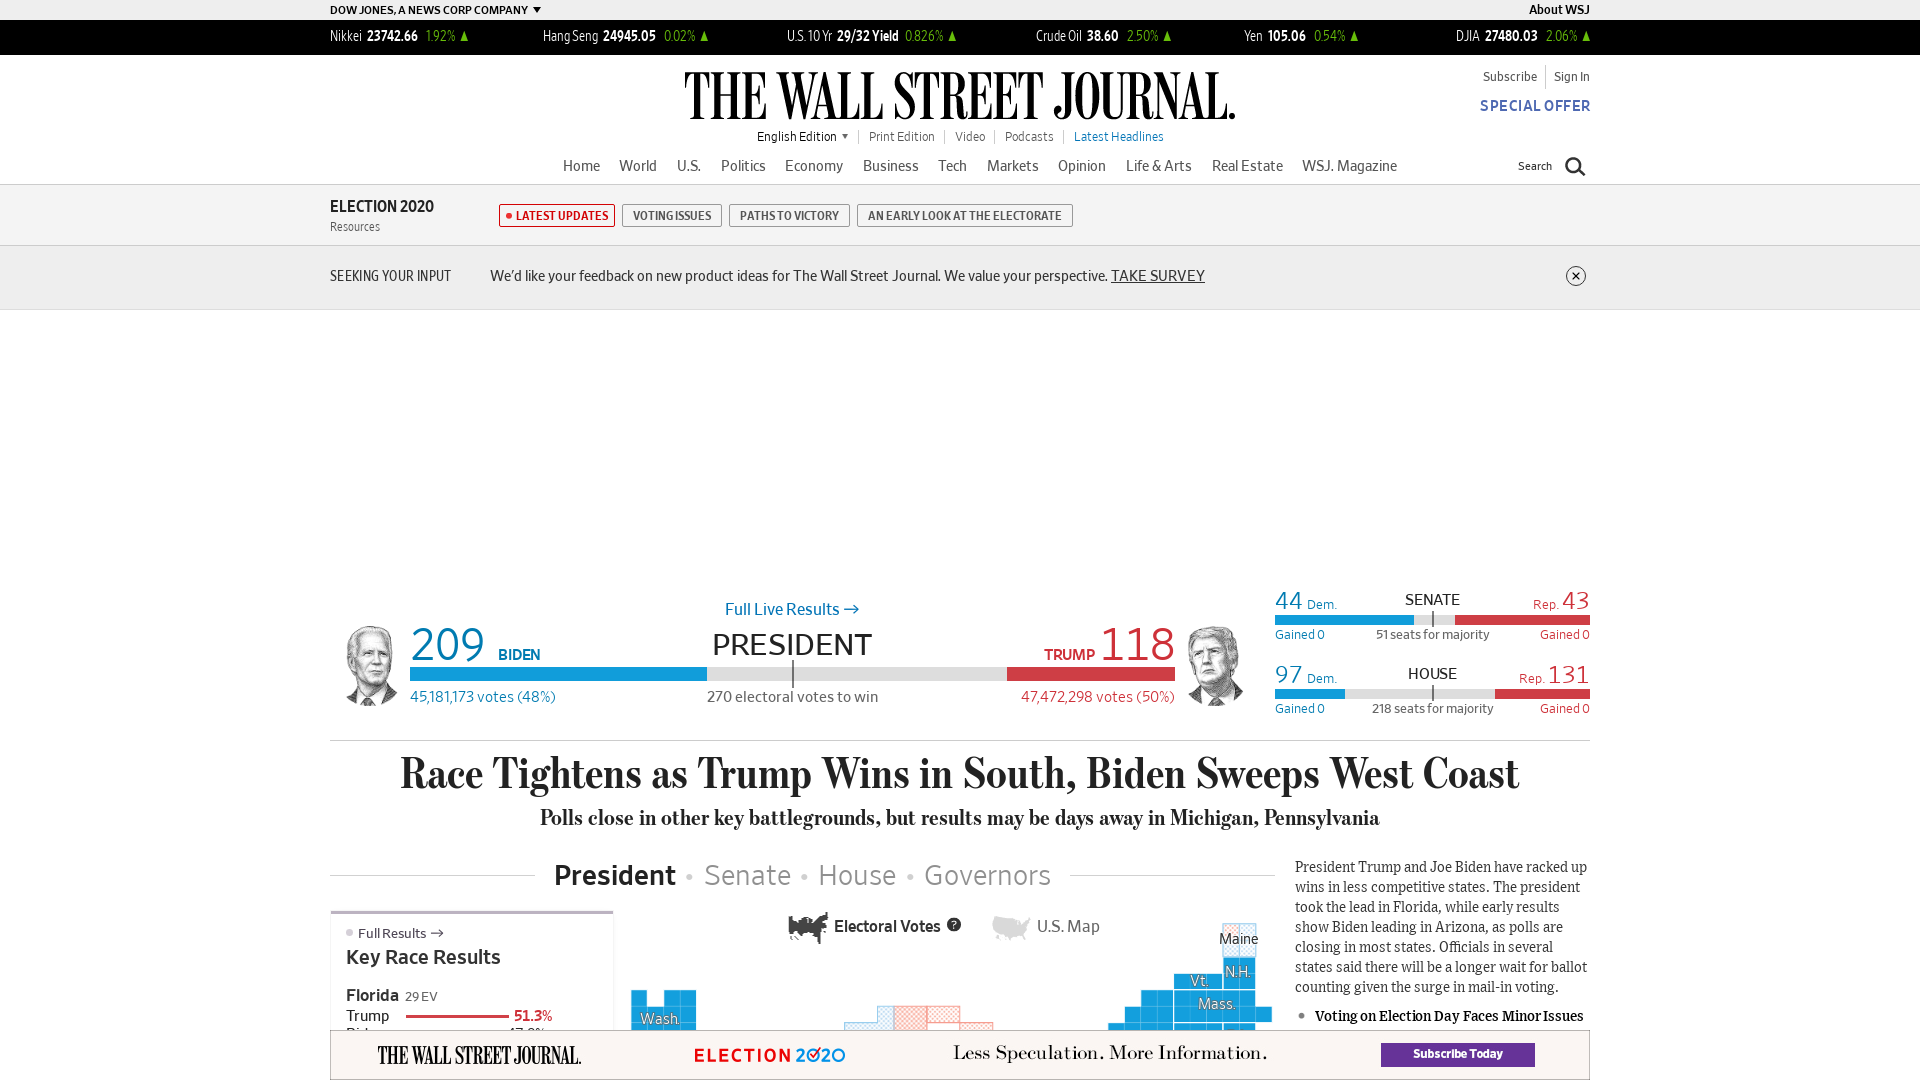 DOW JONES, A NEWS CORP COMPANY
About WSJ
Nikkei 23742.66 1.92%
Hang Seng 24945.05 0.02%
U.S. 10 Yr 29/32 Yield 0.826%
Crude Oil 38.60 2.50%
Yen 105.06 0.54%
DJIA 27480.03 2.06%
THE WALL STREET JOURNAL.
Subscribe
Sign In
SPECIAL OFFER
English Edition
Print Edition
Video
Podcasts
Latest Headlines
Home World U.S. Politics Economy Business Tech Markets Opinion Life & Arts Real Estate WSJ. Magazine
Search
ELECTION 2020
Resources
LATEST UPDATES
VOTING ISSUES
PATHS TO VICTORY
AN EARLY LOOK AT THE ELECTORATE
SEEKING YOUR INPUT
We’d like your feedback on new product ideas for The Wall Street Journal. We value your perspective. TAKE SURVEY
Full Live Results →
209 BIDEN
PRESIDENT
TRUMP 118
45,181,173 votes (48%)
270 electoral votes to win
47,472,298 votes (50%)
44 Dem.
SENATE
Rep. 43
Gained 0
51 seats for majority
Gained 0
97 Dem.
HOUSE
Rep. 131
Gained 0
218 seats for majority
Gained 0
Race Tightens as Trump Wins in South, Biden Sweeps West Coast
Polls close in other key battlegrounds, but results may be days away in Michigan, Pennsylvania
President • Senate • House • Governors
Full Results →
Key Race Results
Florida 29 EV
Trump 51.3%
Electoral Votes ?
U.S. Map
Maine
N.H.
Vt.
Mass.
Wash.
President Trump and Joe Biden have racked up
wins in less competitive states. The president
took the lead in Florida, while early results
show Biden leading in Arizona, as polls are
closing in most states. Officials in several
states said there will be a longer wait for ballot
counting given the surge in mail-in voting.
• Voting on Election Day Faces Minor Issues
THE WALL STREET JOURNAL.
ELECTION 2020
Less Speculation. More Information.
Subscribe Today